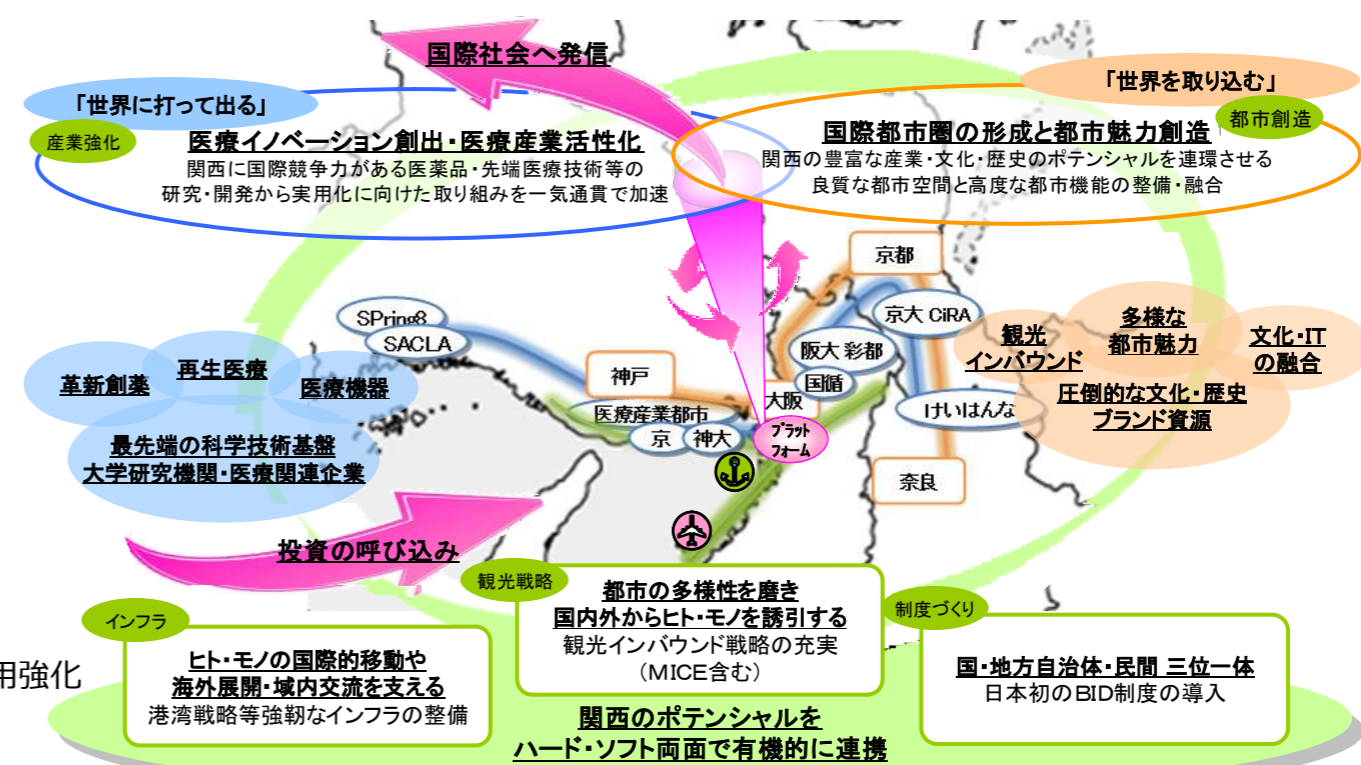 国際社会へ発信
「世界に打って出る」
産業強化
医療イノベーション創出・医療産業活性化
関西に国際競争力がある医薬品・先端医療技術等の
研究・開発から実用化に向けた取り組みを一気通貫で加速
「世界を取り込む」
都市創造
国際都市圏の形成と都市魅力創造
関西の豊富な産業・文化・歴史のポテンシャルを連環させる
良質な都市空間と高度な都市機能の整備・融合
京都
SPring8
SACLA
京大 CiRA
阪大 彩都
国循
神戸
大阪
医療産業都市
京
神大
プラット
フォーム
けいはんな
奈良
革新創薬
再生医療
医療機器
最先端の科学技術基盤
大学研究機関・医療関連企業
観光
インバウンド
多様な
都市魅力
文化・IT
の融合
圧倒的な文化・歴史
ブランド資源
投資の呼び込み
インフラ
ヒト・モノの国際的移動や
海外展開・域内交流を支える
港湾戦略等強靭なインフラの整備
観光戦略
都市の多様性を磨き
国内外からヒト・モノを誘引する
観光インバウンド戦略の充実
(MICE含む)
制度づくり
国・地方自治体・民間 三位一体
日本初のBID制度の導入
用強化
関西のポテンシャルを
ハード・ソフト両面で有機的に連携